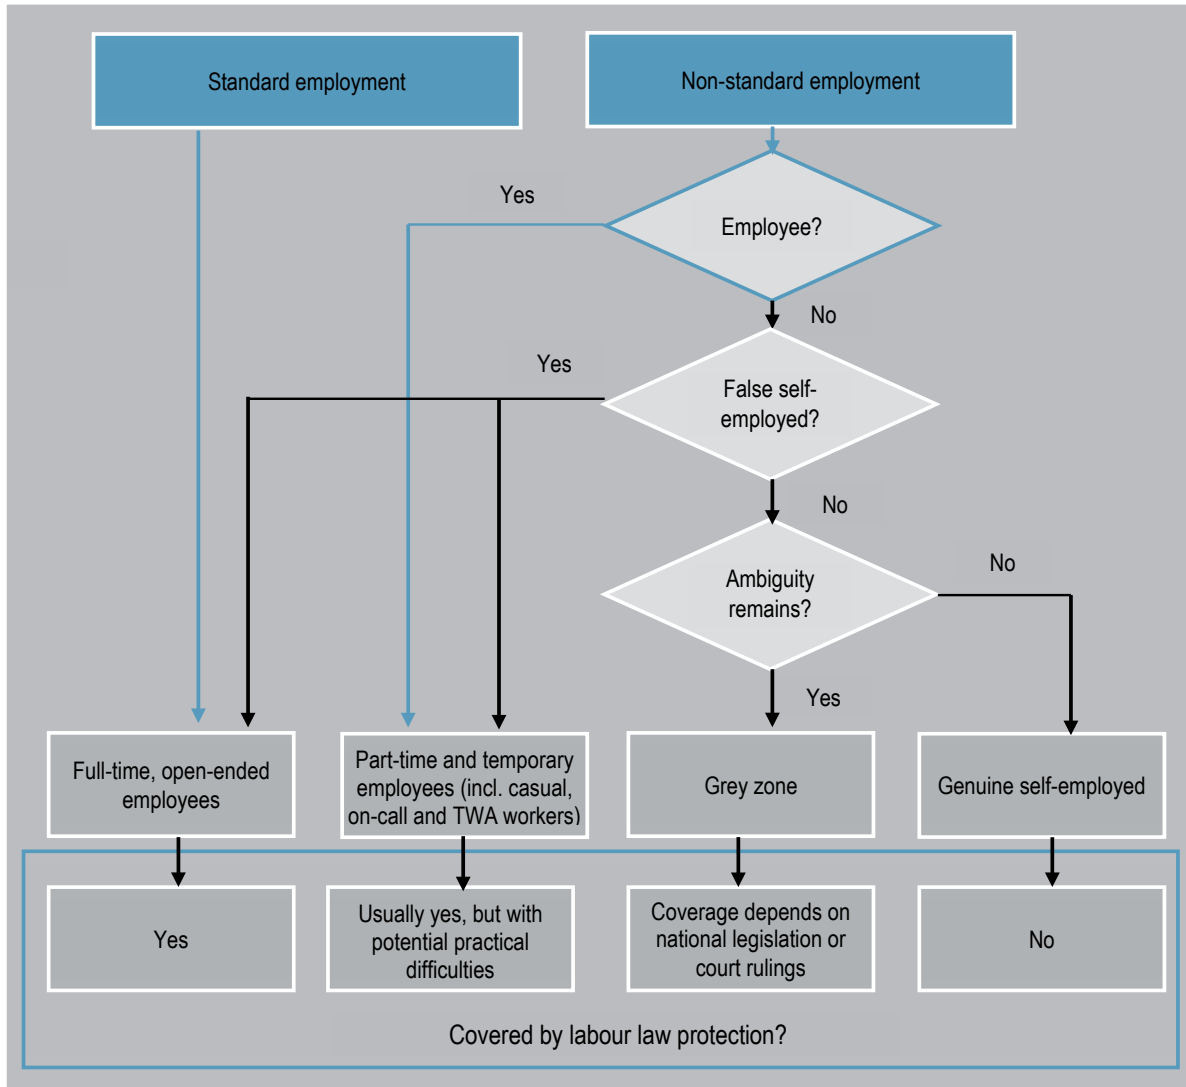 Standard employment
Non-standard employment
Yes
Employee?
No
Yes
False self-
employed?
No
Ambiguity
remains?
No
Yes
Full-time, open-ended
employees
Part-time and temporary
employees (incl. casual,
on-call and TWA workers)
Grey zone
Genuine self-employed
Yes
Usually yes, but with
potential practical
difficulties
Coverage depends on
national legislation or
court rulings
No
Covered by labour law protection?